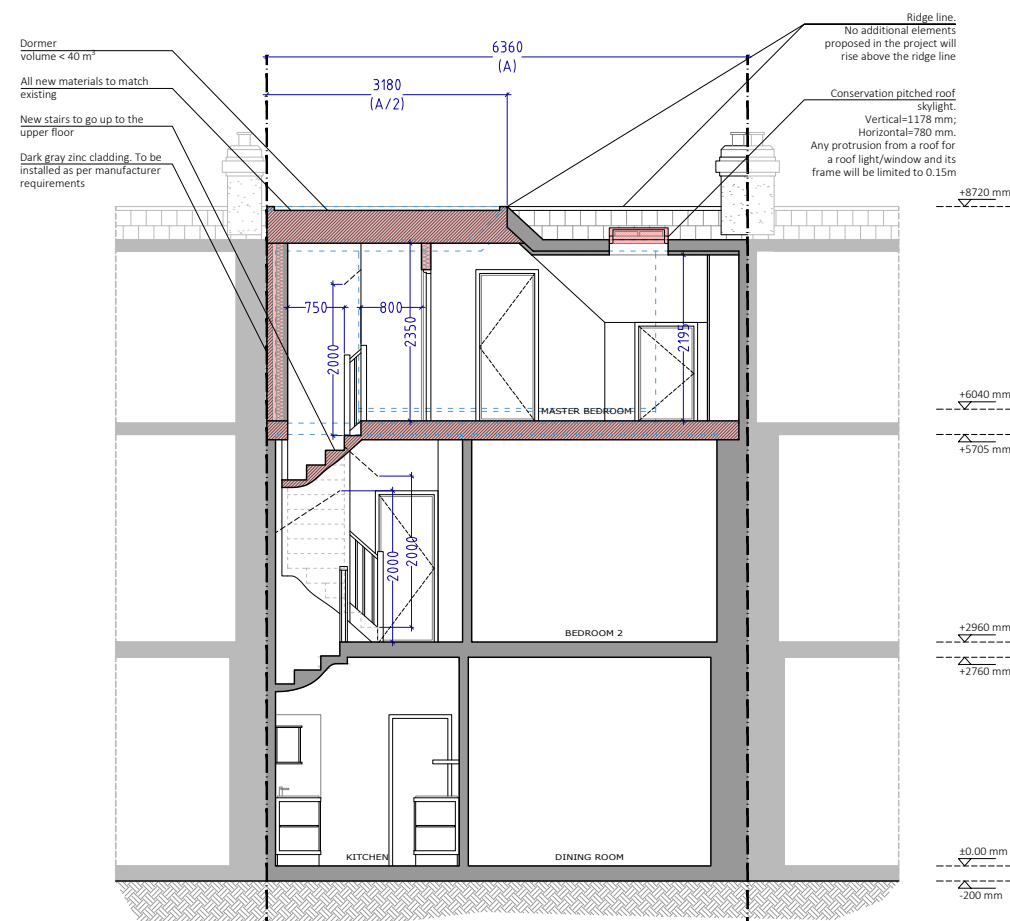 Dormer
volume < 40 m³
All new materials to match
existing
New stairs to go up to the
upper floor
Dark gray zinc cladding. To be
installed as per manufacturer
requirements
6360
(A)
3180
(A/2)
Ridge line.
No additional elements
proposed in the project will
rise above the ridge line
Conservation pitched roof
skylight.
Vertical=1178 mm;
Horizontal=780 mm.
Any protrusion from a roof for
a roof light/window and its
frame will be limited to 0.15m
+8720 mm
750
800
2000
2350
2195
MASTER BEDROOM
+6040 mm
+5705 mm
2000
2000
BEDROOM 2
+2960 mm
+2760 mm
KITCHEN
DINING ROOM
±0.00 mm
-200 mm